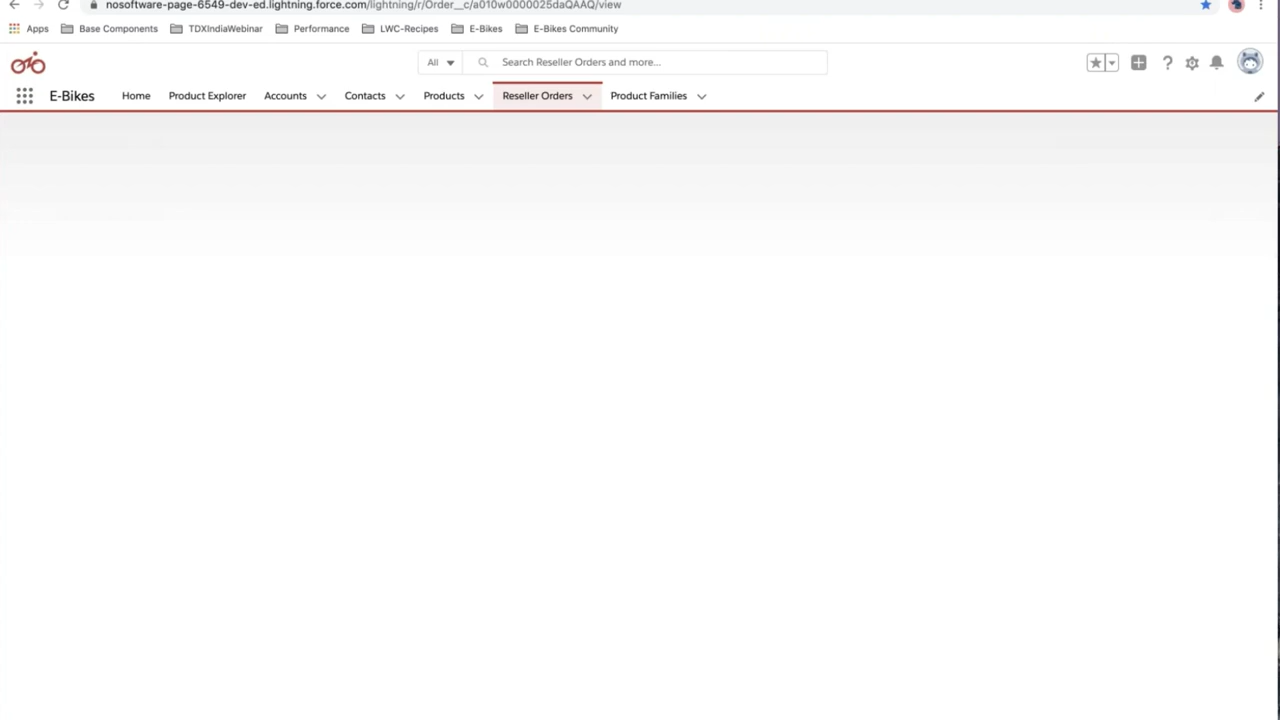 nosoftware-page-6549-dev-ed.lightning.force.com/lightning/r/Order__c/a010w0000025daQAAQ/view
Apps Base Components TDXIndiaWebinar Performance LWC-Recipes E-Bikes E-Bikes Community
All Search Reseller Orders and more...
E-Bikes Home Product Explorer Accounts Contacts Products Reseller Orders Product Families